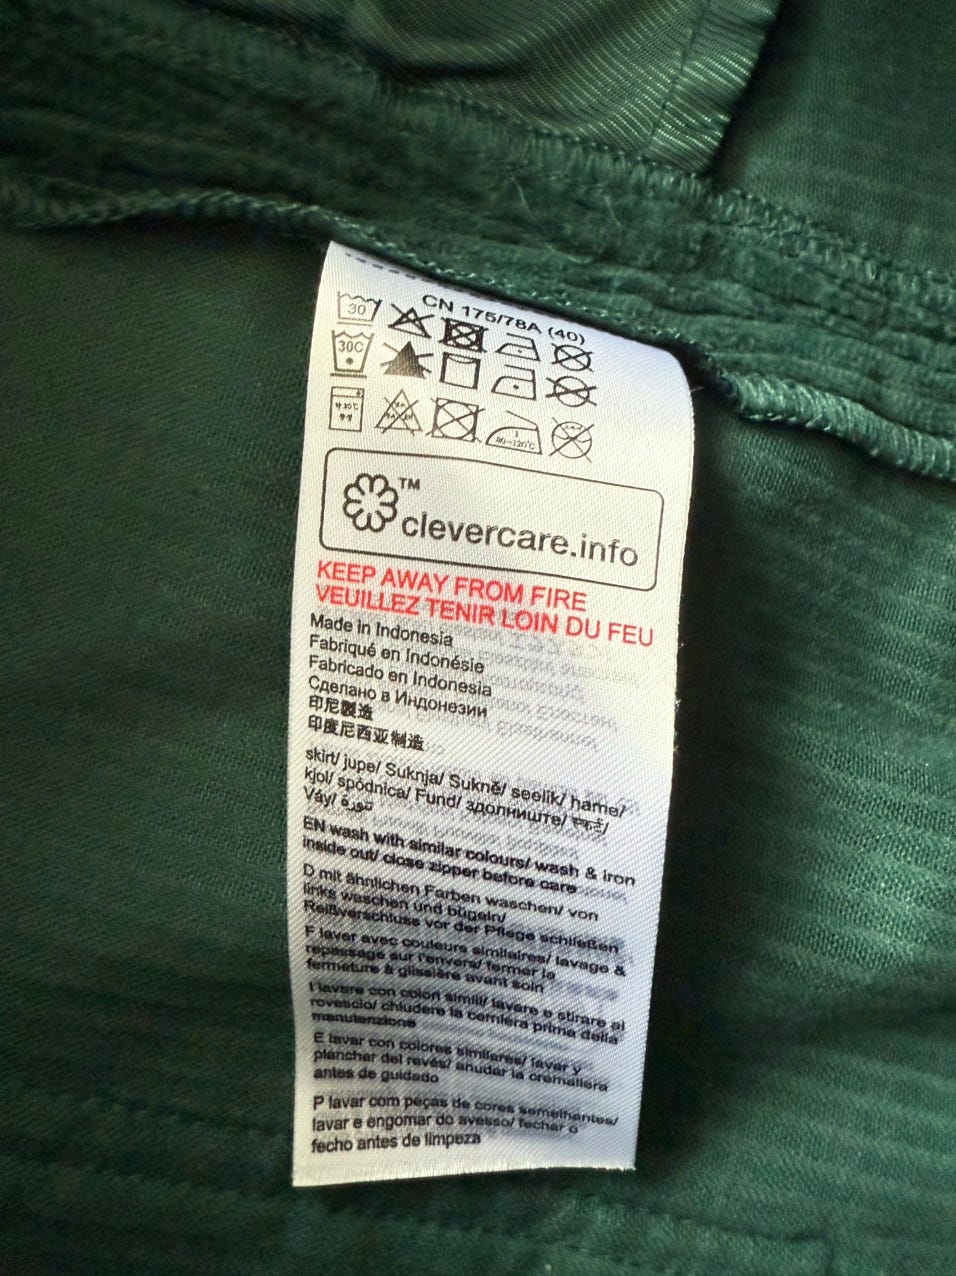 CN 175/78A (40)
30
30C
clevercare.info
KEEP AWAY FROM FIRE
VEUILLEZ TENIR LOIN DU FEU
Made in Indonesia
Fabriqué en Indonésie
Fabricado en Indonesia
Сделано в Индонезии
印尼製造
印度尼西亚制造
skirt/ jupe/ Suknja/ Sukně/ seelik/ hame/
kjol/ spódnica/ Fund/ здолниште/
Váy/ تنورة/
EN wash with similar colours/ wash & iron
inside out/ close zipper before care
D mit ähnlichen Farben waschen/ von
links waschen und bügeln/
Reißverschluss vor der Pflege schließen
F laver avec couleurs similaires/ lavage &
repassage sur l'envers/ fermer la
fermeture à glissière avant soin
I lavare con colori simili/ lavare e stirare al
rovescio/ chiudere la cerniera prima della
manutenzione
E lavar con colores similares/ lavar y
planchar del revés/ anudar la cremallera
antes de guidado
P lavar com peças de cores semelhantes/
lavar e engomar do avesso/ fechar o
fecho antes de limpeza